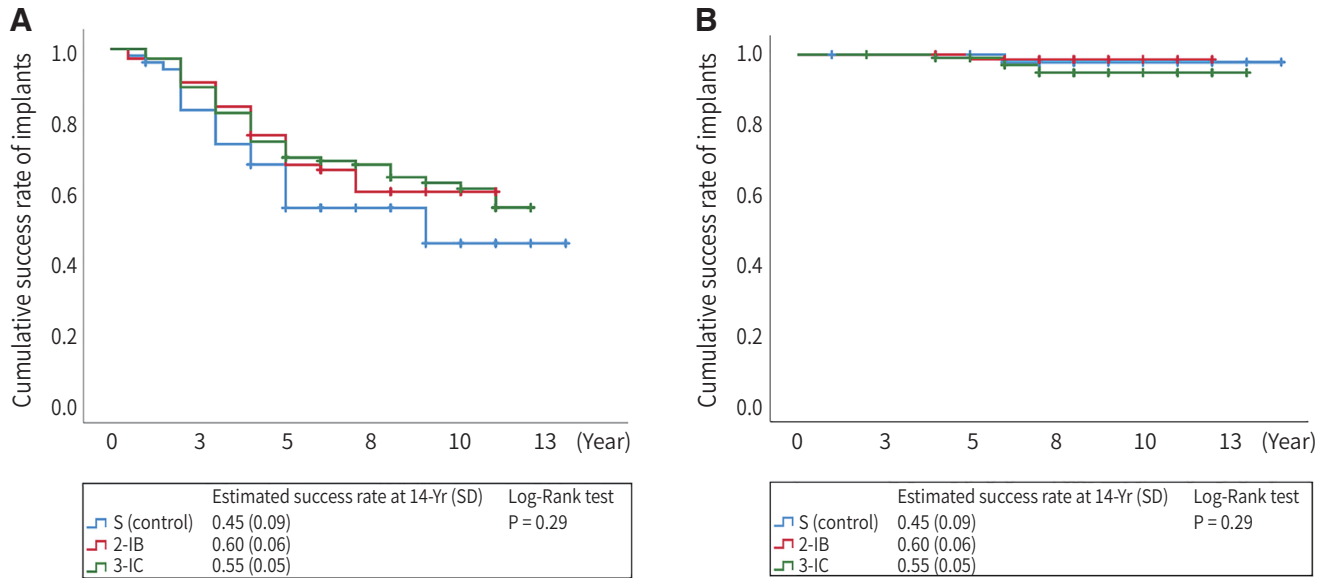 A
Cumulative success rate of implants
1.0
0.8
0.6
0.4
0.2
0.0
0 3 5 8 10 13 (Year)
Estimated success rate at 14-Yr (SD) Log-Rank test
S (control) 0.45 (0.09) P = 0.29
2-IB 0.60 (0.06)
3-IC 0.55 (0.05)
B
Cumulative success rate of implants
1.0
0.8
0.6
0.4
0.2
0.0
0 3 5 8 10 13 (Year)
Estimated success rate at 14-Yr (SD) Log-Rank test
S (control) 0.45 (0.09) P = 0.29
2-IB 0.60 (0.06)
3-IC 0.55 (0.05)